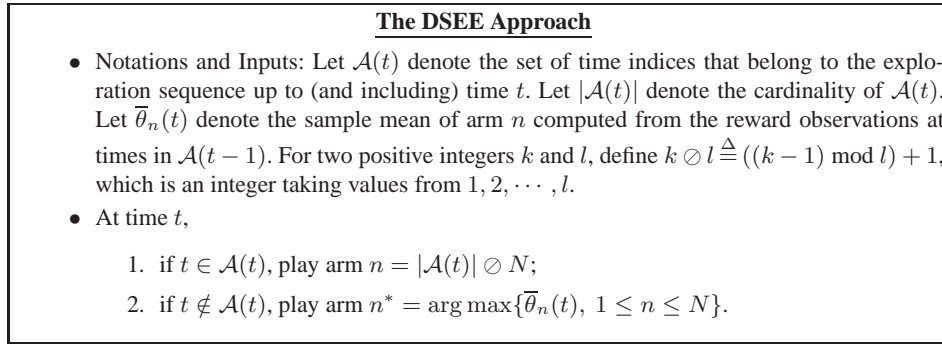 The DSEE Approach
• Notations and Inputs: Let 𝒜(t) denote the set of time indices that belong to the explo-
ration sequence up to (and including) time t. Let |𝒜(t)| denote the cardinality of 𝒜(t).
Let θ̅ₙ(t) denote the sample mean of arm n computed from the reward observations at
times in 𝒜(t − 1). For two positive integers k and l, define k ⊘ l ≜ ((k − 1) mod l) + 1,
which is an integer taking values from 1, 2, ⋯ , l.
• At time t,
1. if t ∈ 𝒜(t), play arm n = |𝒜(t)| ⊘ N;
2. if t ∉ 𝒜(t), play arm n* = arg max{θ̅ₙ(t), 1 ≤ n ≤ N}.